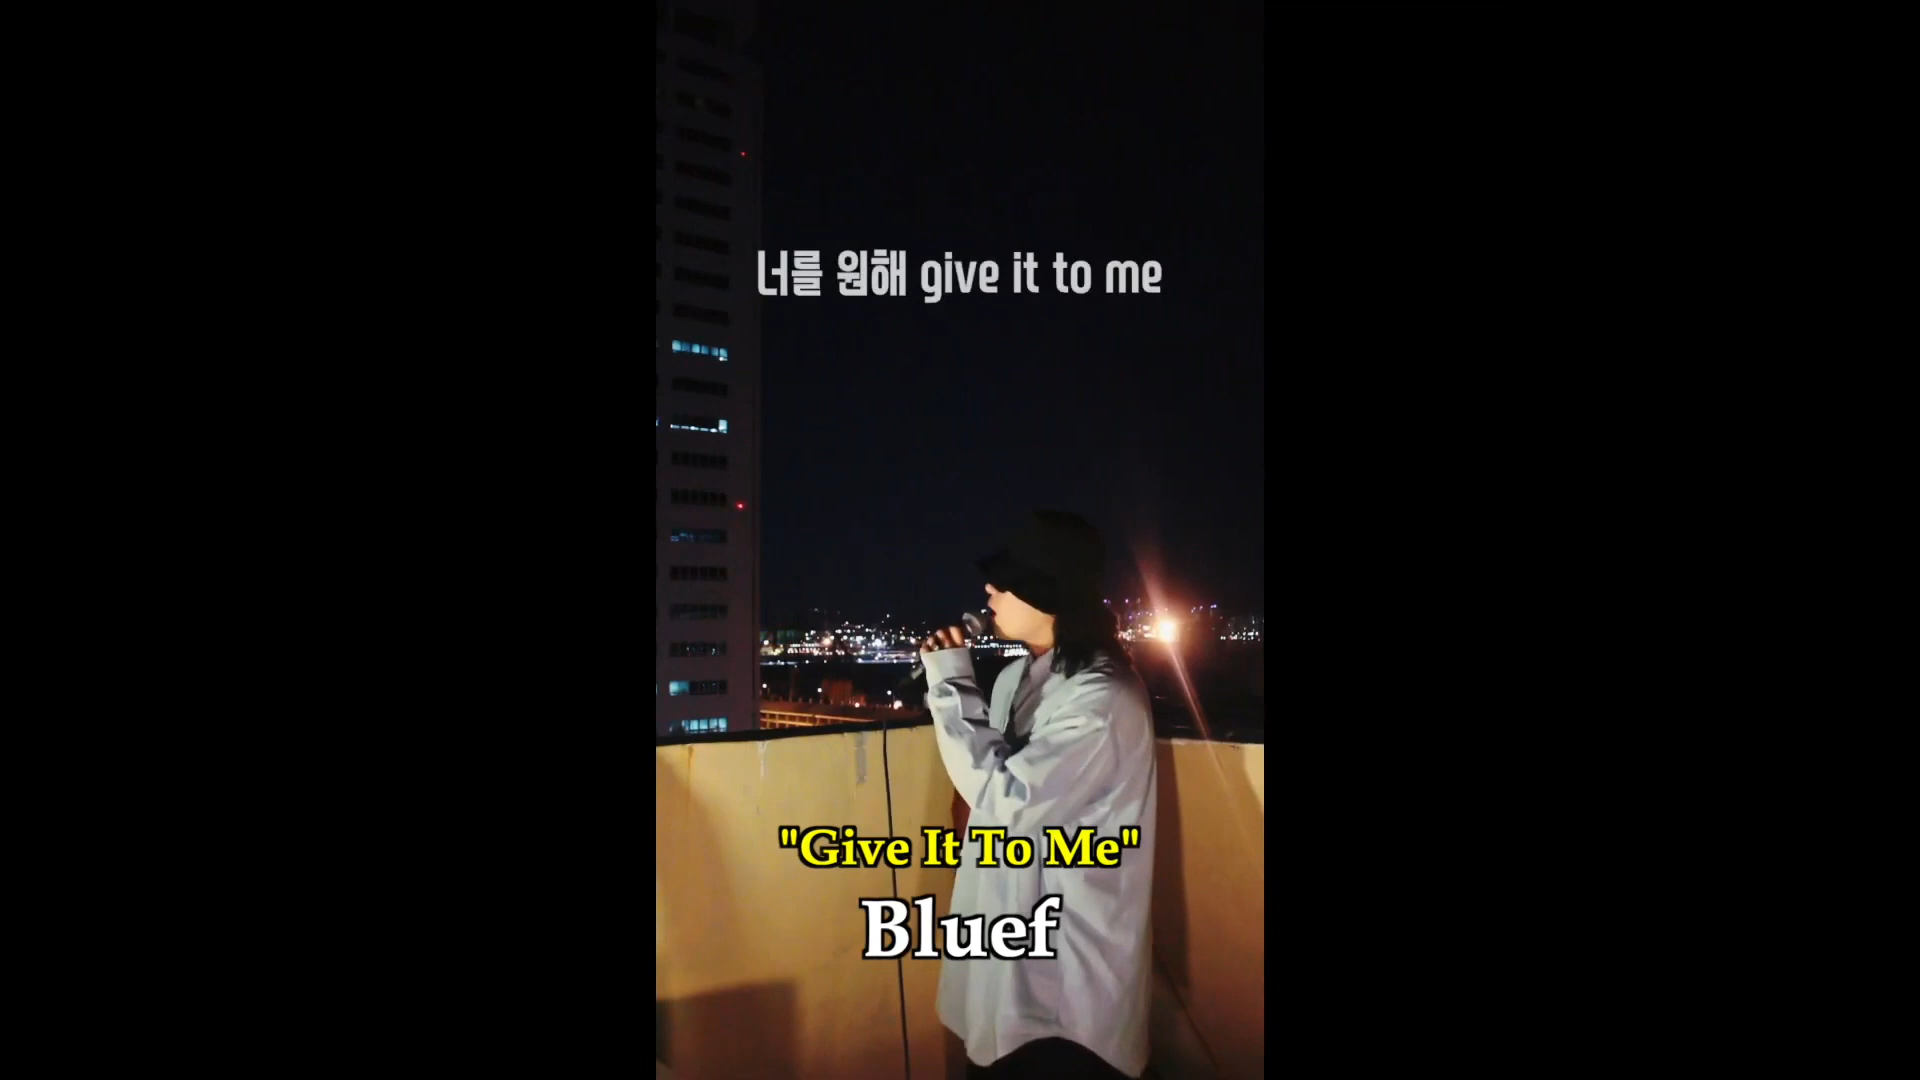 너를 원해 give it to me
"Give It To Me"
Bluef